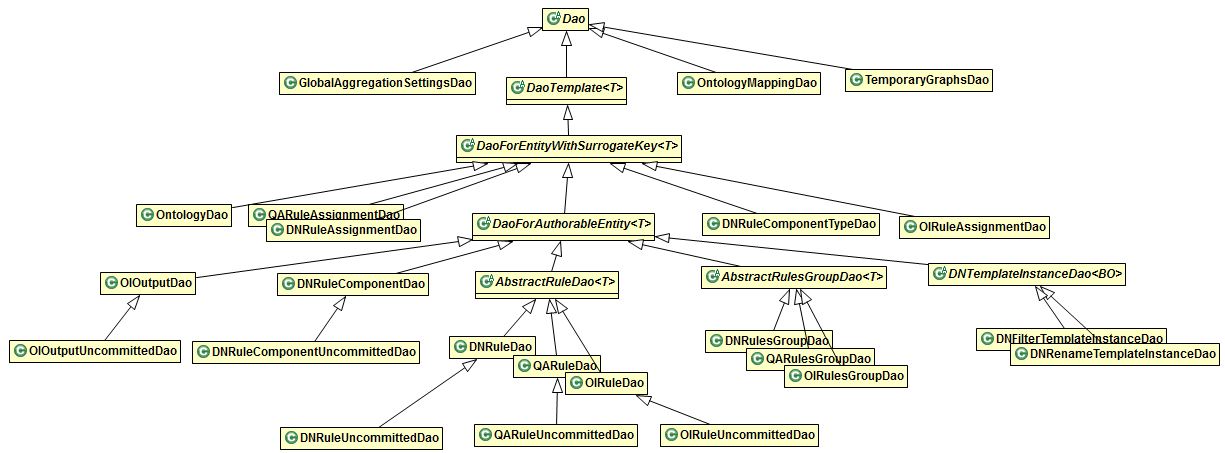 Dao
GlobalAggregationSettingsDao
DaoTemplate<T>
OntologyMappingDao
TemporaryGraphsDao
DaoForEntityWithSurrogateKey<T>
OntologyDao
QARuleAssignmentDao
DNRuleAssignmentDao
DaoForAuthorableEntity<T>
DNRuleComponentTypeDao
OIRuleAssignmentDao
OIOutputDao
DNRuleComponentDao
AbstractRuleDao<T>
AbstractRulesGroupDao<T>
DNTemplateInstanceDao<BO>
OIOutputUncommittedDao
DNRuleComponentUncommittedDao
DNRuleDao
QARuleDao
OIRuleDao
DNRulesGroupDao
QARulesGroupDao
OIRulesGroupDao
DNFilterTemplateInstanceDao
DNRenameTemplateInstanceDao
DNRuleUncommittedDao
QARuleUncommittedDao
OIRuleUncommittedDao